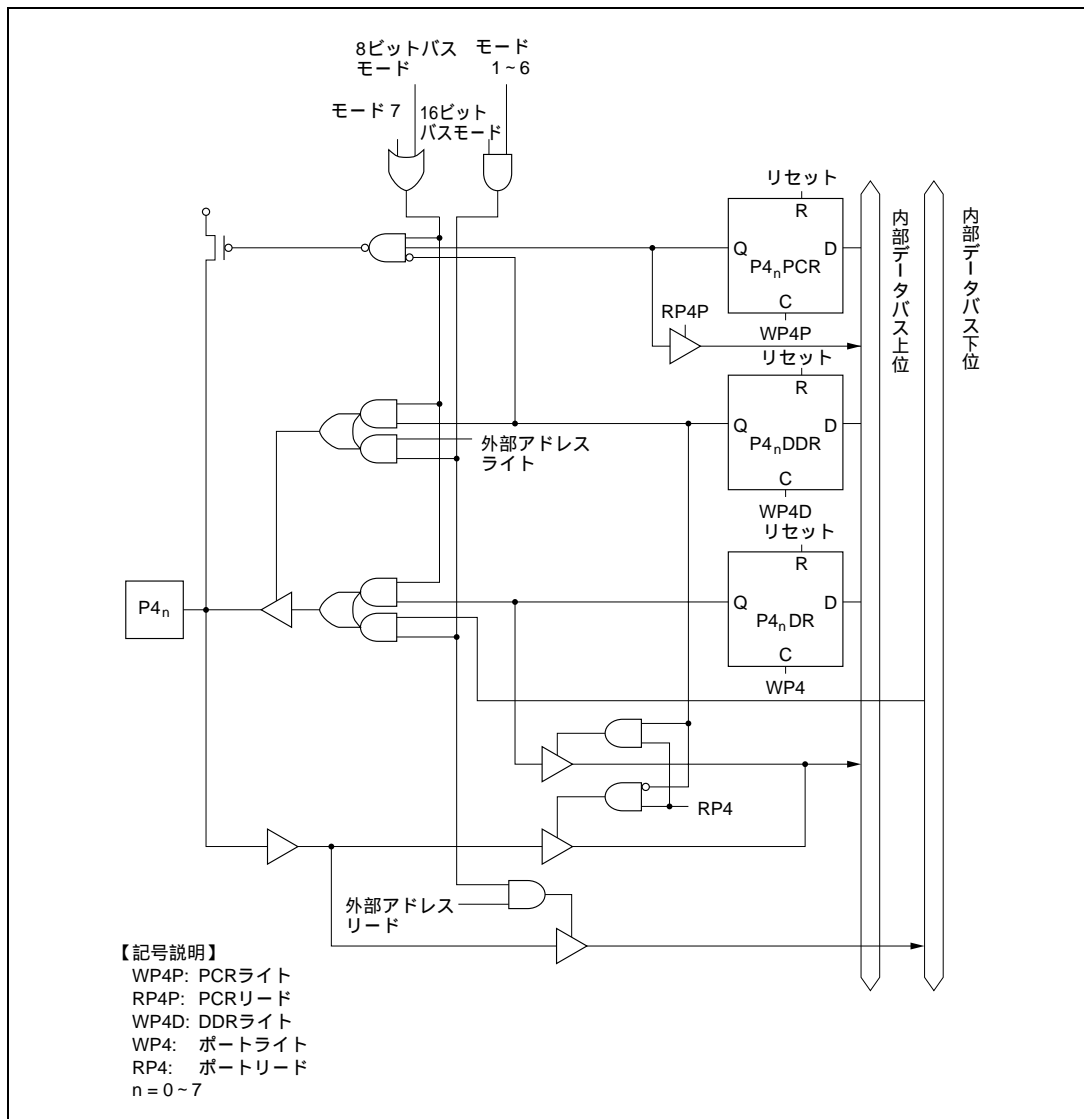 8ビットバス
モード
モード
1~6
モード 7
16ビット
バスモード
リセット
R
Q
D
P4nPCR
C
WP4P
RP4P
リセット
R
Q
D
P4nDDR
C
WP4D
外部アドレス
ライト
リセット
R
Q
D
P4nDR
C
WP4
P4n
内部データバス上位
内部データバス下位
RP4
外部アドレス
リード
【記号説明】
WP4P: PCRライト
RP4P: PCRリード
WP4D: DDRライト
WP4: ポートライト
RP4: ポートリード
n = 0~7